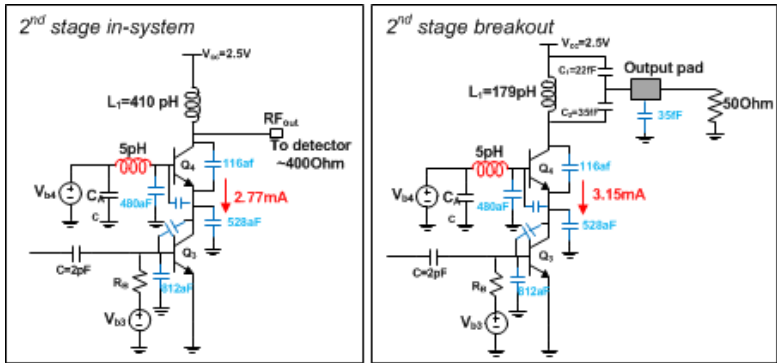 2nd stage in-system
Vcc=2.5V
L1=410 pH
RFout
To detector
~400Ohm
5pH
Q4
116af
Vb4
CA
C
480aF
2.77mA
528aF
C=2pF
Q3
RB
812aF
Vb3
2nd stage breakout
Vcc=2.5V
C1=22fF
Output pad
L1=179pH
C2=35fF
50Ohm
35fF
5pH
Q4
116af
Vb4
CA
C
480aF
3.15mA
528aF
C=2pF
Q3
RB
812aF
Vb3